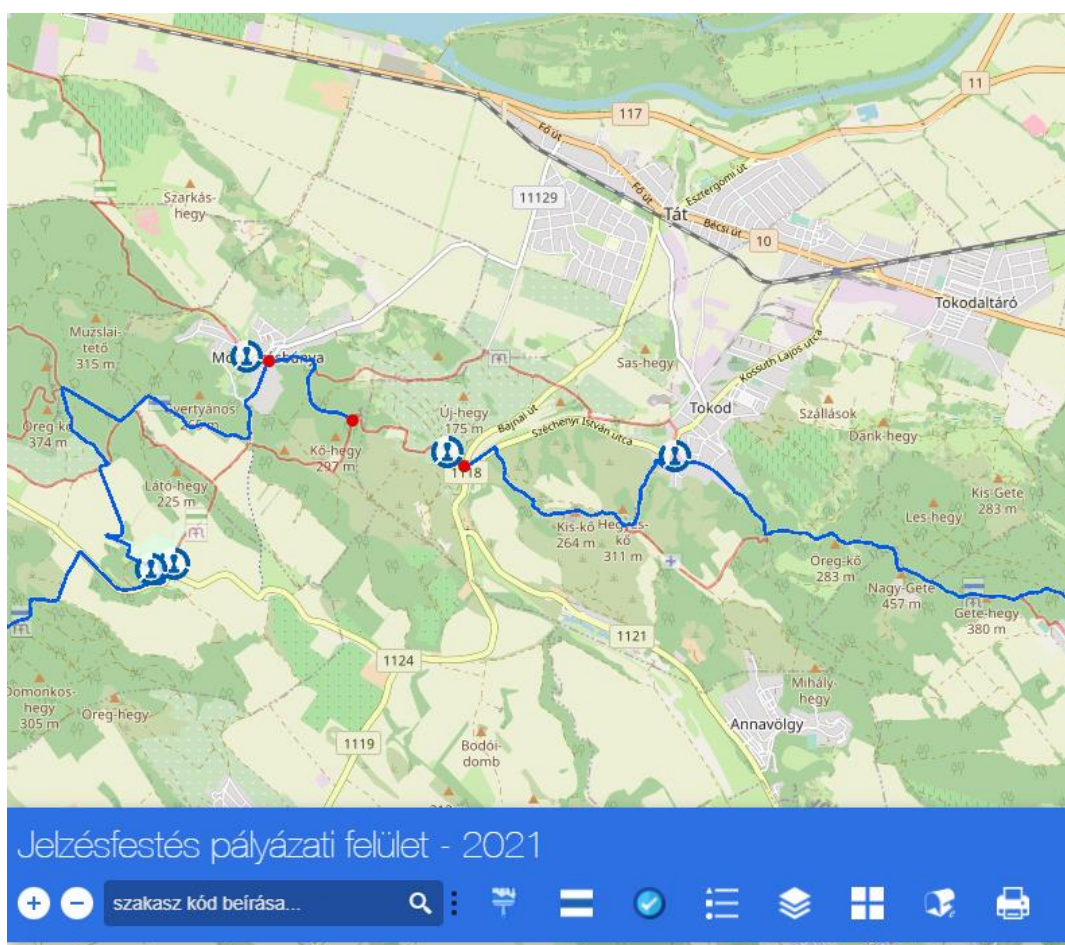 11
117
Fő út
Szarkás-
hegy
11129
Esztergomi út
Fő út
Tát
Bécsi út
10
Tokodaltáró
Muzslai-
tető
315 m
Sas-hegy
Kossuth Lajos utca
Öreg-kő
374 m
Új-hegy
175 m
Bajnai út
Széchenyi István utca
Tokod
Szállások
Dank-hegy
Kő-hegy
297 m
1118
Látó-hegy
225 m
Kis-kő
264 m
Hegyes-
kő
311 m
Kis-Gete
283 m
Les-hegy
Öreg-kő
283 m
Nagy-Gete
457 m
Gete-hegy
380 m
1121
1124
Domonkos-
hegy
305 m
Öreg-hegy
Mihály-
hegy
Annavölgy
1119
Bodói-
domb
Jelzésfestés pályázati felület - 2021
szakasz kód beírása...